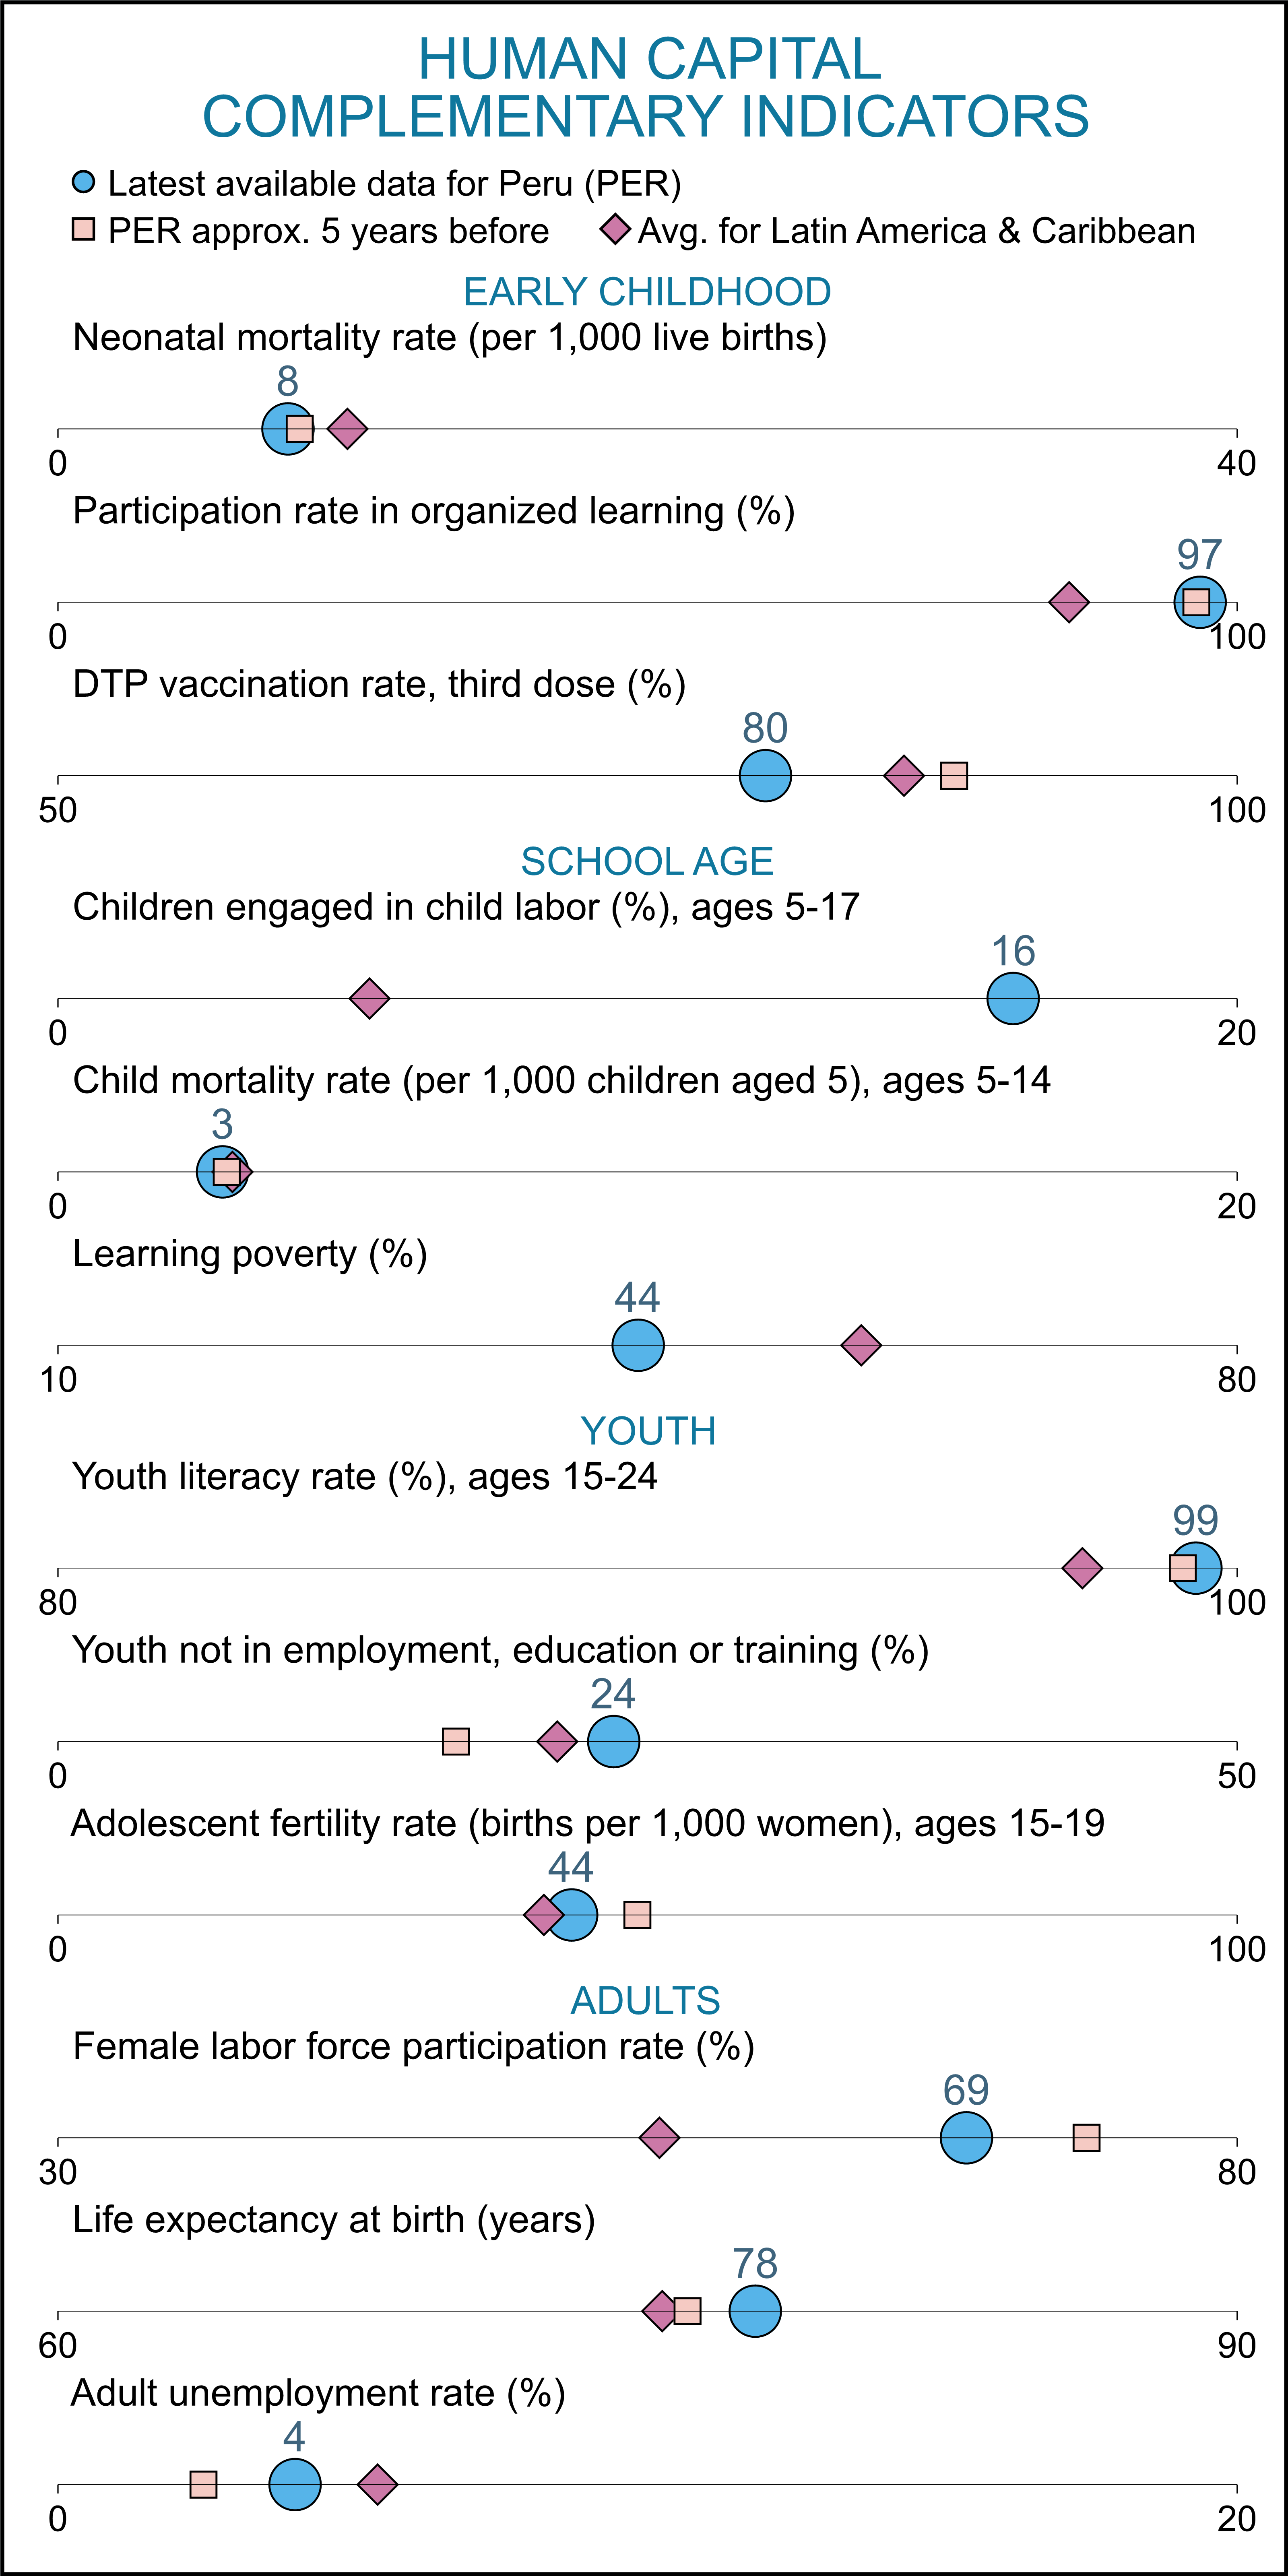 HUMAN CAPITAL
COMPLEMENTARY INDICATORS
Latest available data for Peru (PER)
PER approx. 5 years before Avg. for Latin America & Caribbean
EARLY CHILDHOOD
Neonatal mortality rate (per 1,000 live births)
8
0 40
Participation rate in organized learning (%)
97
0 100
DTP vaccination rate, third dose (%)
80
50 100
SCHOOL AGE
Children engaged in child labor (%), ages 5-17
16
0 20
Child mortality rate (per 1,000 children aged 5), ages 5-14
3
0 20
Learning poverty (%)
44
10 80
YOUTH
Youth literacy rate (%), ages 15-24
99
80 100
Youth not in employment, education or training (%)
24
0 50
Adolescent fertility rate (births per 1,000 women), ages 15-19
44
0 100
ADULTS
Female labor force participation rate (%)
69
30 80
Life expectancy at birth (years)
78
60 90
Adult unemployment rate (%)
4
0 20